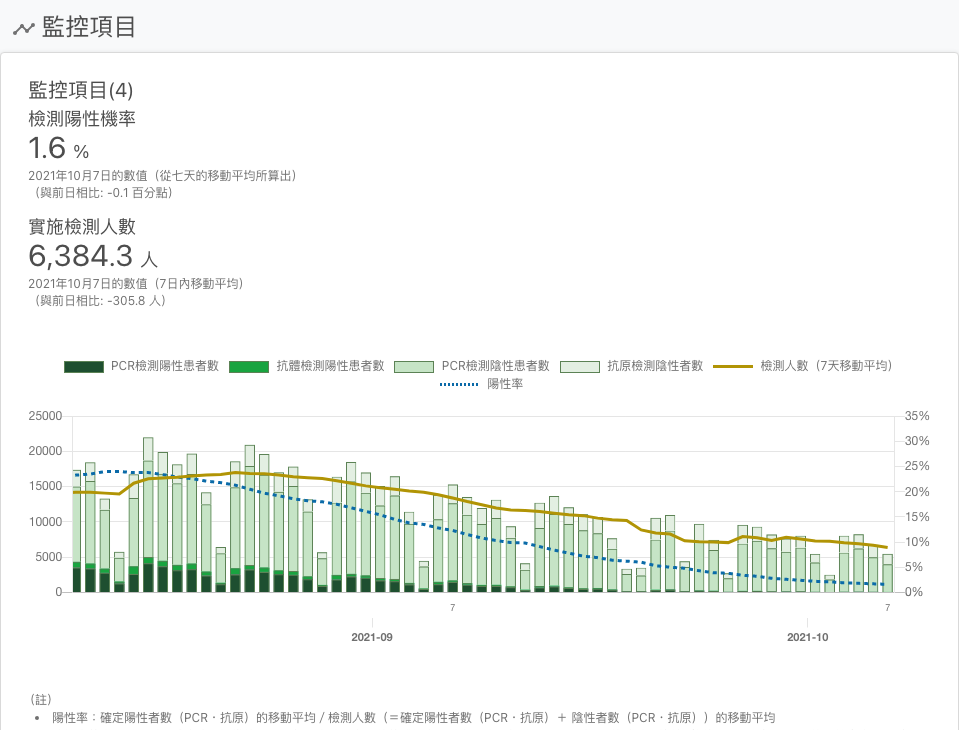 監控項目
監控項目(4)
檢測陽性機率
1.6 %
2021年10月7日的數值（從七天的移動平均所算出）
（與前日相比: -0.1 百分點）
實施檢測人數
6,384.3 人
2021年10月7日的數值（7日內移動平均）
（與前日相比: -305.8 人）
PCR檢測陽性患者數 抗體檢測陽性患者數 PCR檢測陰性患者數 抗原檢測陰性者數 檢測人數（7天移動平均）
陽性率
25000 35%
30%
20000
25%
15000 20%
15%
10000
10%
5000
5%
0 0%
7 7
2021-09 2021-10
（註）
• 陽性率：確定陽性者數（PCR・抗原）的移動平均 / 檢測人數（＝確定陽性者數（PCR・抗原）＋ 陰性者數（PCR・抗原））的移動平均